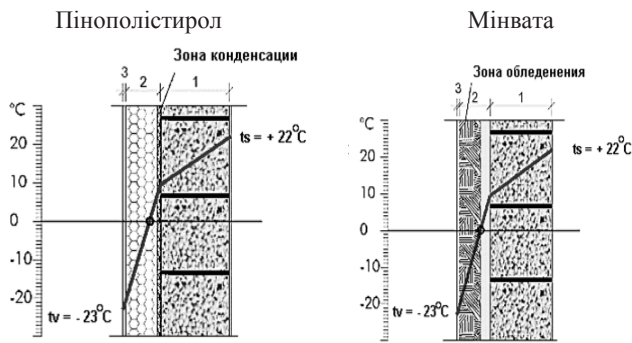 Пінополістирол
Зона конденсации
3 2 1
°C
20
10
0
-10
-20
ts = + 22°C
tv = - 23°C
Мінвата
Зона обледенения
3 2 1
°C
20
10
0
-10
-20
ts = + 22°C
tv = - 23°C